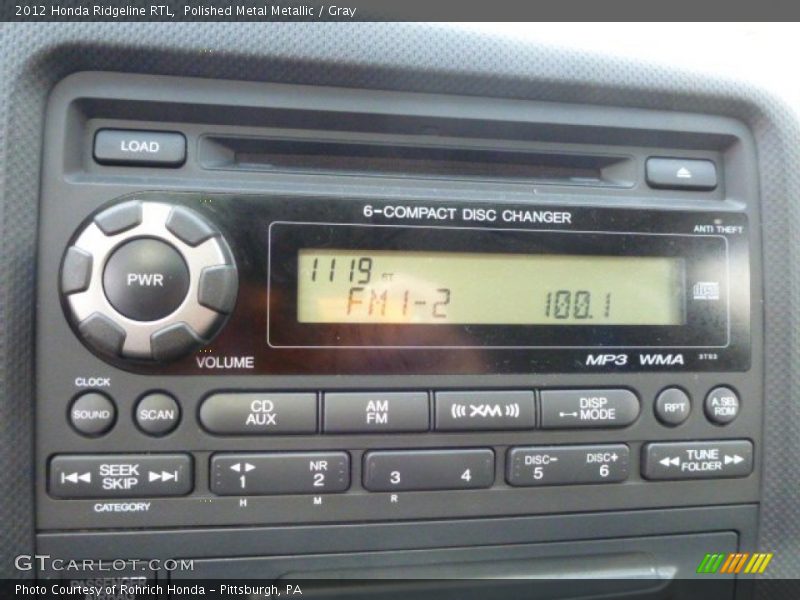 2012 Honda Ridgeline RTL, Polished Metal Metallic / Gray
LOAD
6-COMPACT DISC CHANGER
ANTI THEFT
PWR
1119 ST
FM1-2 100.1
VOLUME
MP3 WMA 3TS2
CLOCK
SOUND
SCAN
CD
AUX
AM
FM
XM
DISP
MODE
RPT
A.SEL
RDM
SEEK
SKIP
CATEGORY
1
NR
2
H
M
3
4
R
DISC-
5
DISC+
6
TUNE
FOLDER
GTCARLOT.COM
PASSENGER
Photo Courtesy of Rohrich Honda - Pittsburgh, PA